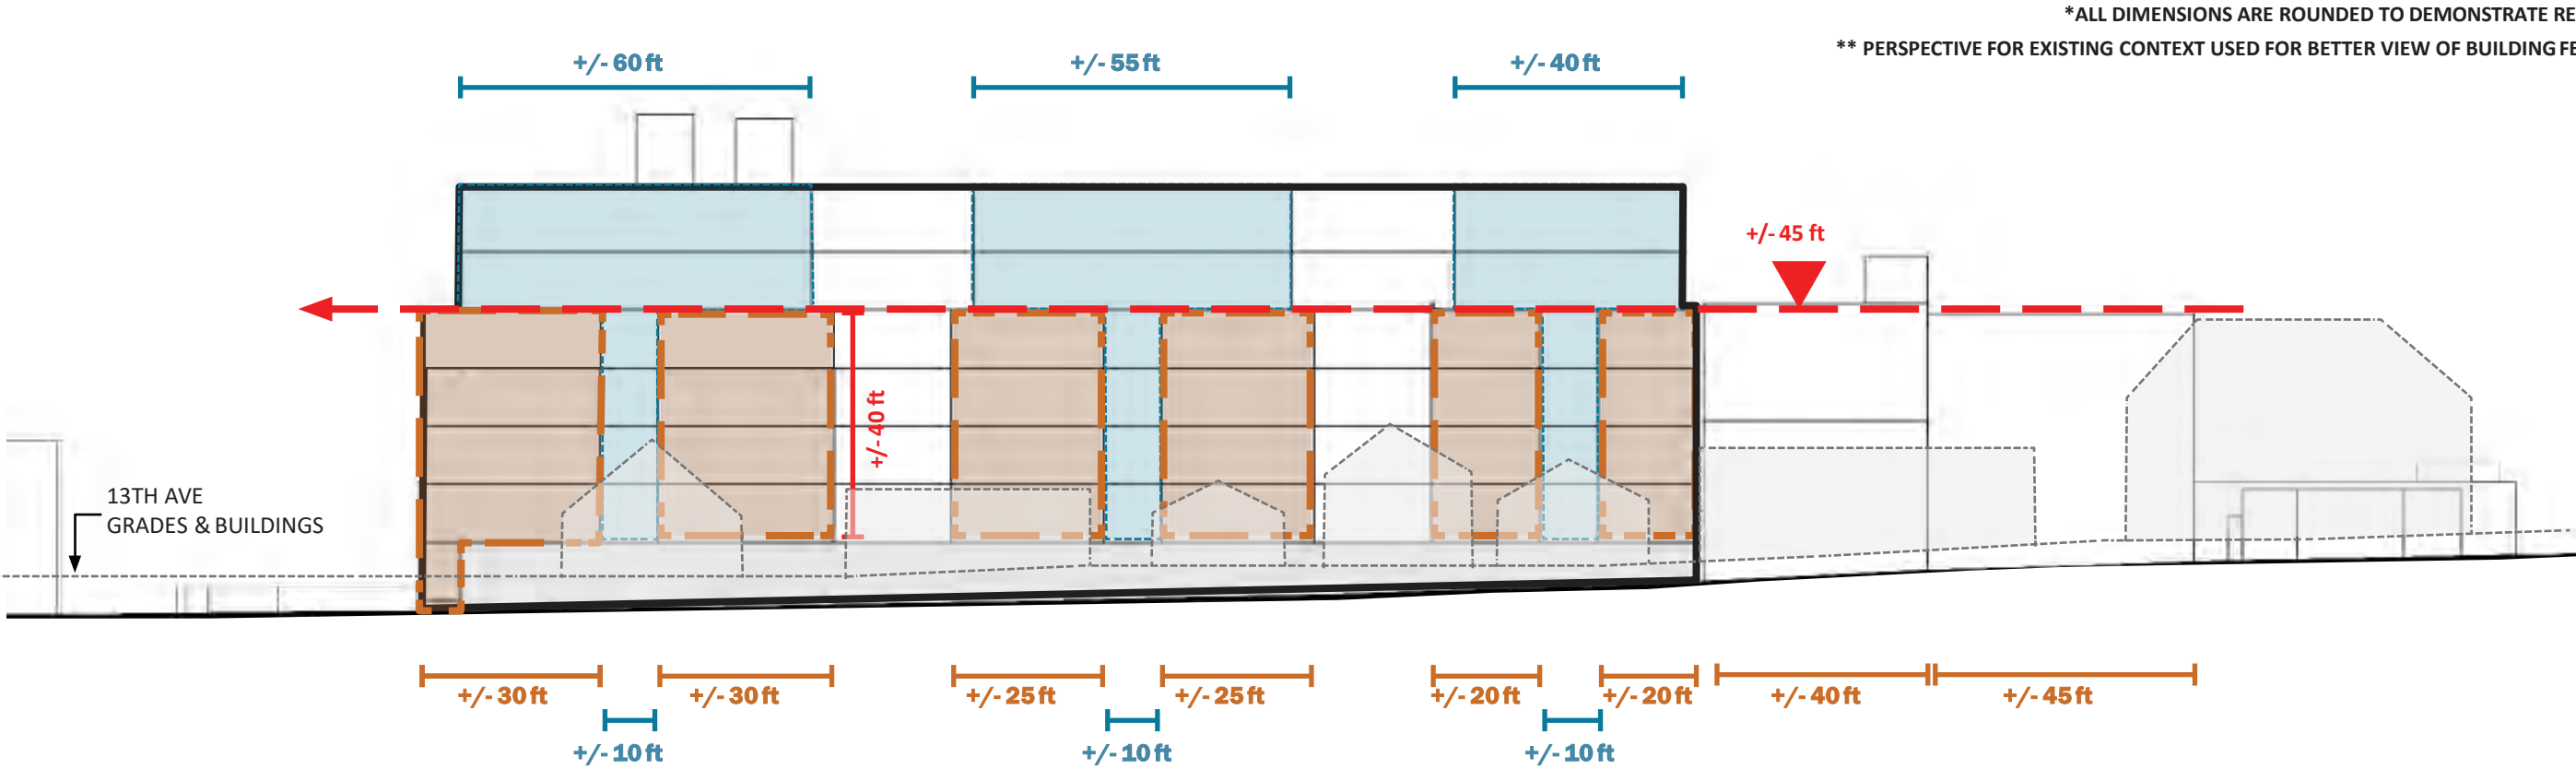 *ALL DIMENSIONS ARE ROUNDED TO DEMONSTRATE RE
** PERSPECTIVE FOR EXISTING CONTEXT USED FOR BETTER VIEW OF BUILDING FE
+/- 60 ft
+/- 55 ft
+/- 40 ft
+/- 45 ft
+/- 40 ft
13TH AVE
GRADES & BUILDINGS
+/- 30 ft
+/- 30 ft
+/- 25 ft
+/- 25 ft
+/- 20 ft
+/- 20 ft
+/- 40 ft
+/- 45 ft
+/- 10 ft
+/- 10 ft
+/- 10 ft